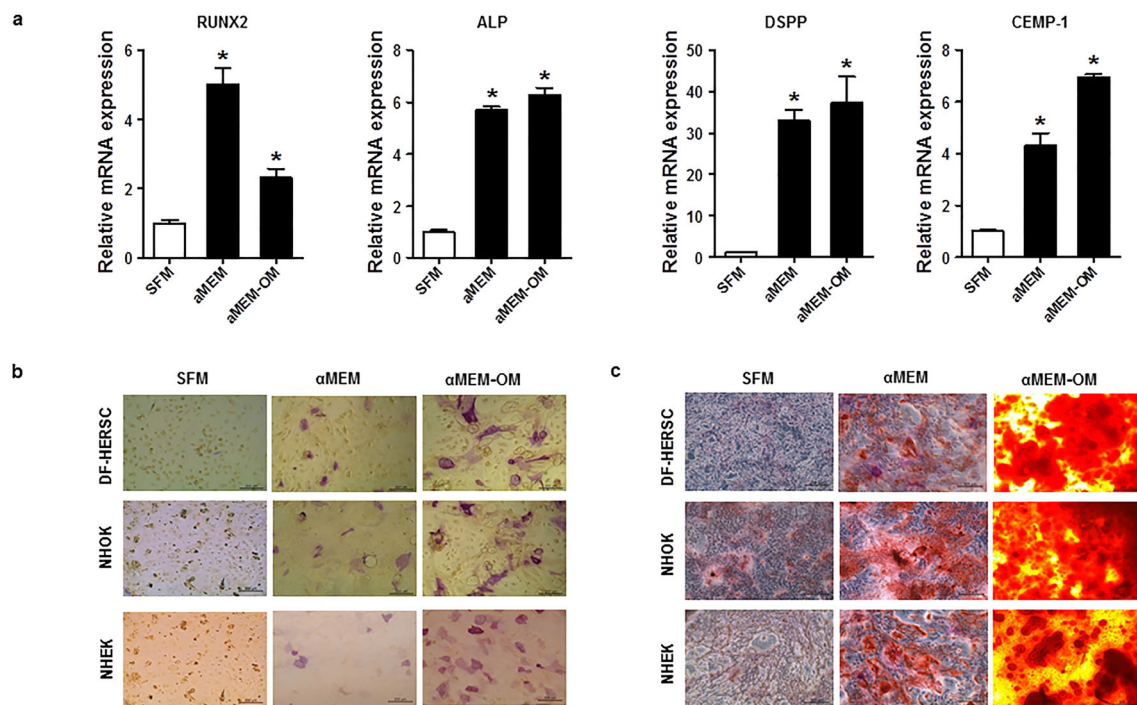 a
RUNX2
Relative mRNA expression
6
4
2
0
*
*
SFM
aMEM
aMEM-OM
ALP
Relative mRNA expression
8
6
4
2
0
*
*
SFM
aMEM
aMEM-OM
DSPP
Relative mRNA expression
50
40
30
20
10
0
*
*
SFM
aMEM
aMEM-OM
CEMP-1
Relative mRNA expression
8
6
4
2
0
*
*
SFM
aMEM
aMEM-OM
b
SFM
αMEM
αMEM-OM
DF-HERSC
NHOK
NHEK
c
SFM
αMEM
αMEM-OM
DF-HERSC
NHOK
NHEK